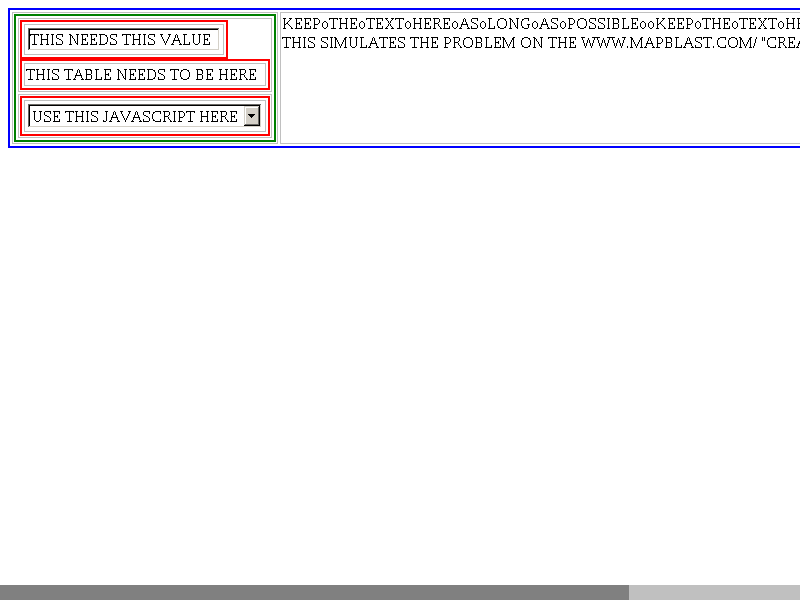 THIS NEEDS THIS VALUE
THIS TABLE NEEDS TO BE HERE
USE THIS JAVASCRIPT HERE
KEEPoTHEoTEXToHEREoASoLONGoASoPOSSIBLEooKEEPoTHEoTEXToHE
THIS SIMULATES THE PROBLEM ON THE WWW.MAPBLAST.COM/ "CREA